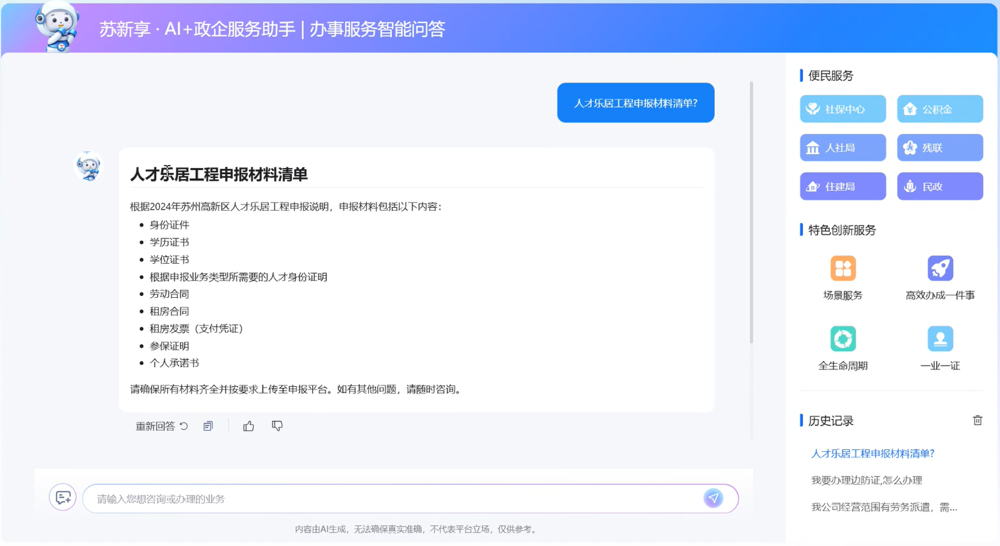 苏新享 · AI+政企服务助手 | 办事服务智能问答
人才乐居工程申报材料清单?
人才乐居工程申报材料清单
根据2024年苏州高新区人才乐居工程申报说明，申报材料包括以下内容：
身份证件
学历证书
学位证书
根据申报业务类型所需要的人才身份证明
劳动合同
租房合同
租房发票（支付凭证）
参保证明
个人承诺书
请确保所有材料齐全并按要求上传至申报平台。如有其他问题，请随时咨询。
重新回答
请输入您想咨询或办理的业务
内容由AI生成，无法确保真实准确，不代表平台立场，仅供参考。
便民服务
社保中心 公积金
人社局 残联
住建局 民政
特色创新服务
场景服务 高效办成一件事
全生命周期 一业一证
历史记录
人才乐居工程申报材料清单?
我要办理边防证,怎么办理
我公司经营范围有劳务派遣，需...